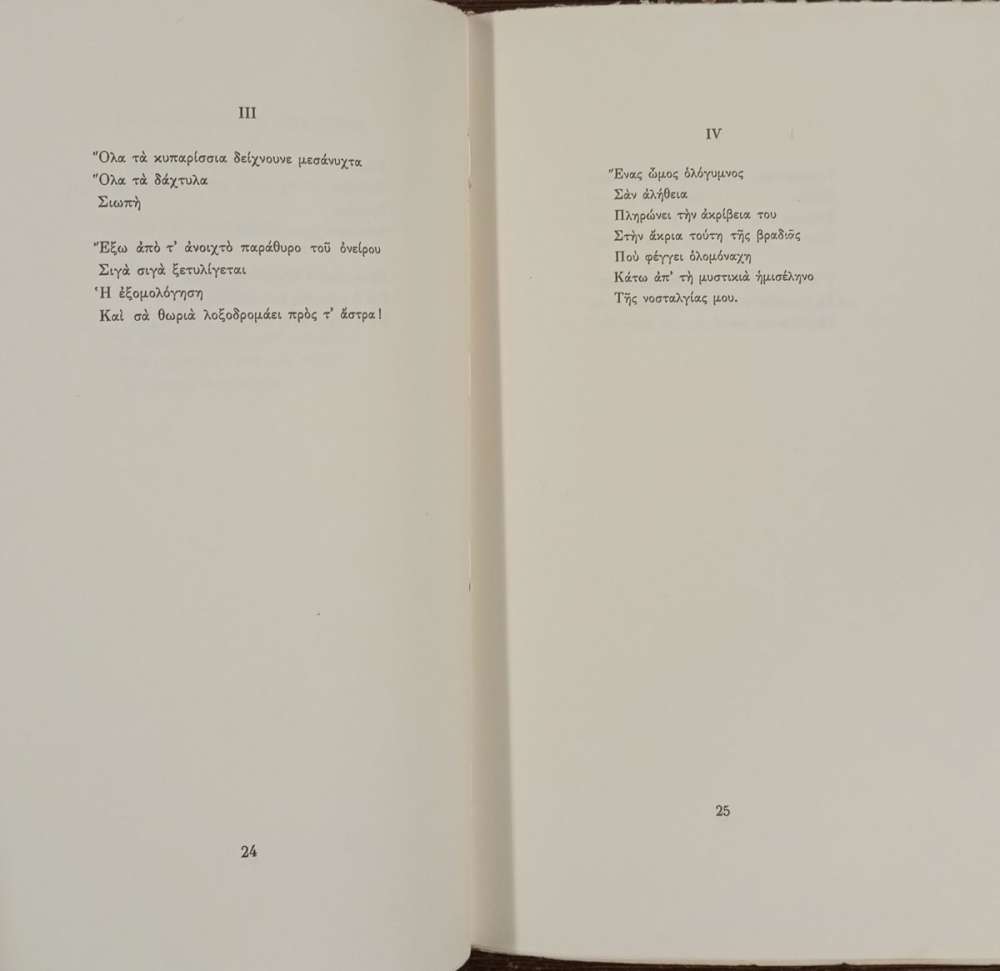 III
Ὅλα τὰ κυπαρίσσια δείχνουνε μεσάνυχτα
Ὅλα τὰ δάχτυλα
Σιωπὴ
Ἔξω ἀπὸ τ' ἀνοιχτὸ παράθυρο τοῦ ὀνείρου
Σιγὰ σιγὰ ξετυλίγεται
Ἡ ἐξομολόγηση
Καὶ σὰ θωριὰ λοξοδρομάει πρὸς τ' ἄστρα!
24
IV
Ἕνας ὦμος ὁλόγυμνος
Σὰν ἀλήθεια
Πληρώνει τὴν ἀκρίβεια του
Στὴν ἄκρια τούτη τῆς βραδιᾶς
Ποὺ φέγγει ὁλομόναχη
Κάτω ἀπ' τὴ μυστικιὰ ἡμισέληνο
Τῆς νοσταλγίας μου.
25